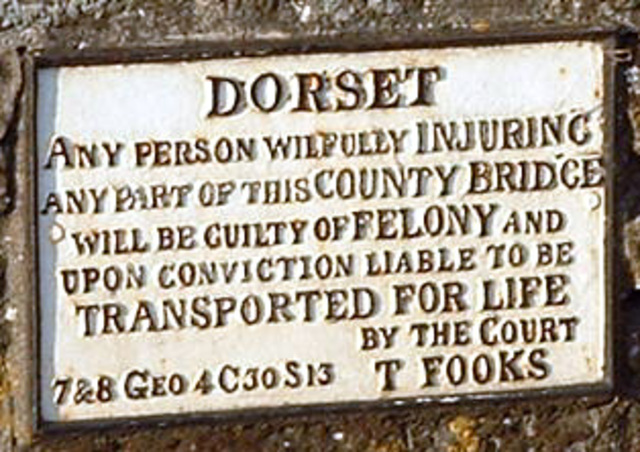 DORSET
ANY PERSON WILFULLY INJURING
ANY PART OF THIS COUNTY BRIDGE
WILL BE GUILTY OF FELONY AND
UPON CONVICTION LIABLE TO BE
TRANSPORTED FOR LIFE
BY THE COURT
7&8 GEO 4 C30 S13 T FOOKS